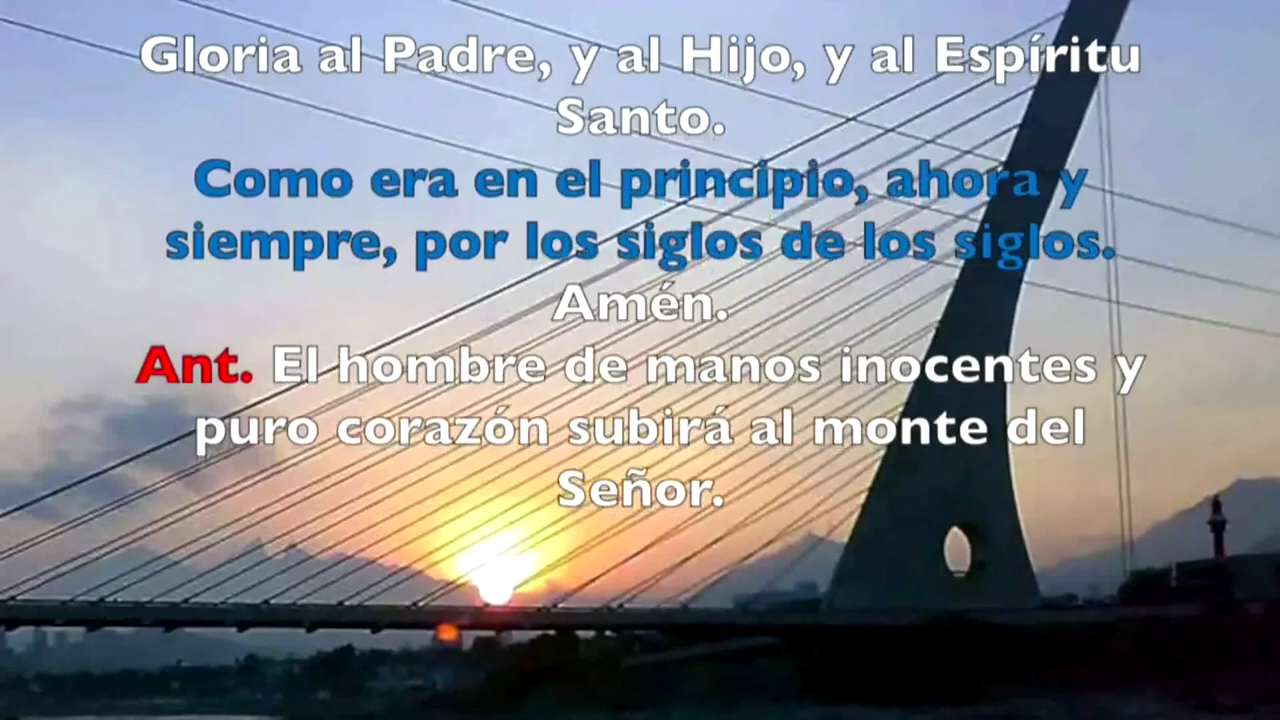 Gloria al Padre, y al Hijo, y al Espíritu
Santo.
Como era en el principio, ahora y
siempre, por los siglos de los siglos.
Amén.
Ant. El hombre de manos inocentes y
puro corazón subirá al monte del
Señor.